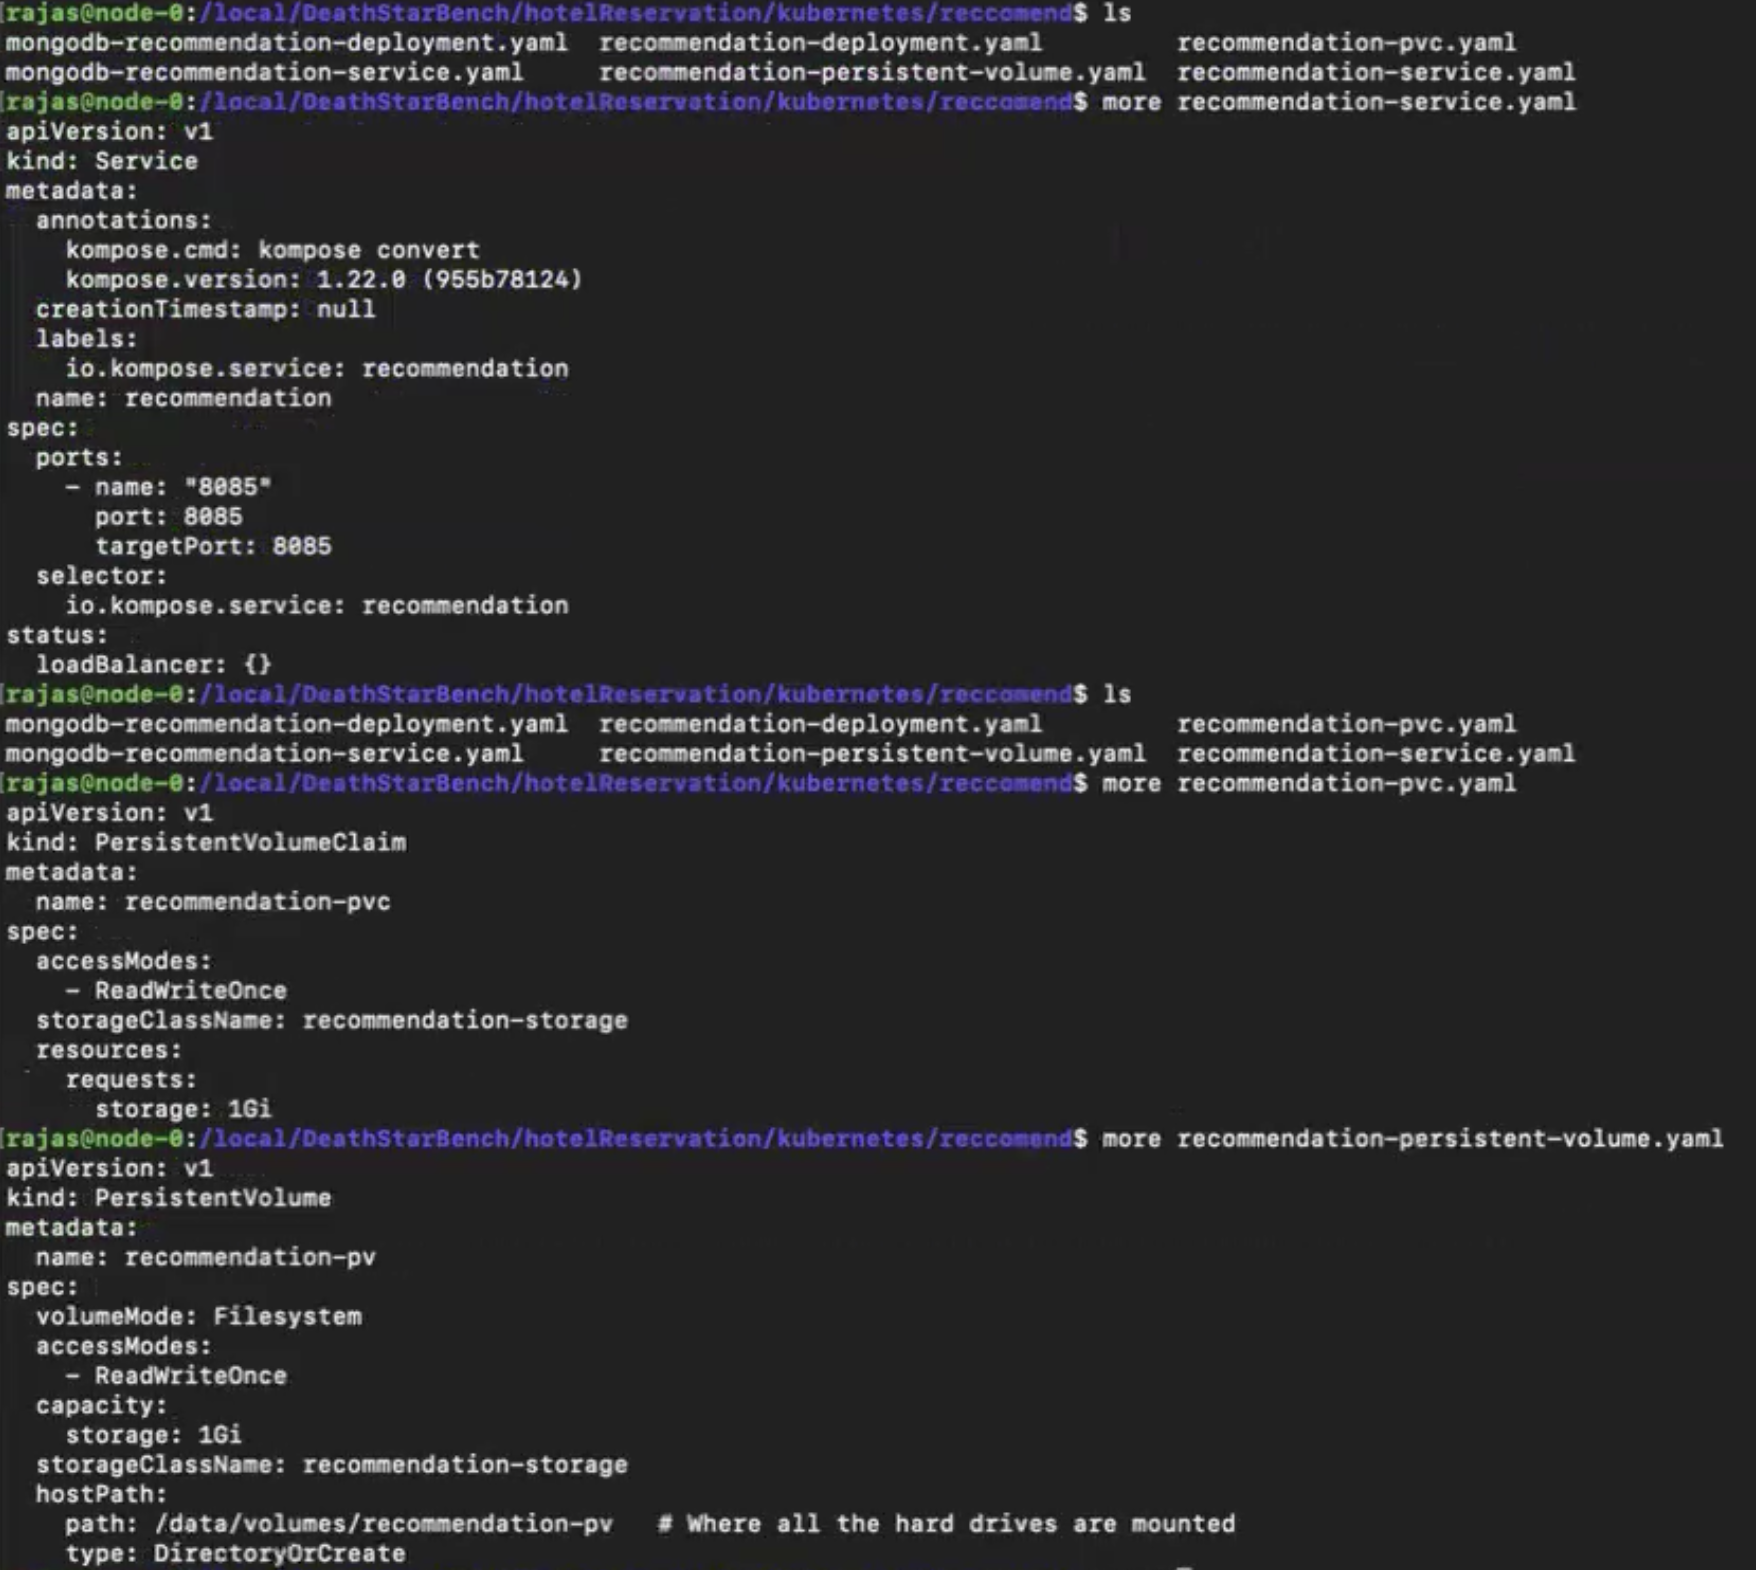 [rajas@node-0:/local/DeathStarBench/hotelReservation/kubernetes/reccomend$ ls
mongodb-recommendation-deployment.yaml  recommendation-deployment.yaml         recommendation-pvc.yaml
mongodb-recommendation-service.yaml     recommendation-persistent-volume.yaml  recommendation-service.yaml
[rajas@node-0:/local/DeathStarBench/hotelReservation/kubernetes/reccomend$ more recommendation-service.yaml
apiVersion: v1
kind: Service
metadata:
  annotations:
    kompose.cmd: kompose convert
    kompose.version: 1.22.0 (955b78124)
  creationTimestamp: null
  labels:
    io.kompose.service: recommendation
  name: recommendation
spec:
  ports:
    - name: "8085"
      port: 8085
      targetPort: 8085
  selector:
    io.kompose.service: recommendation
status:
  loadBalancer: {}
[rajas@node-0:/local/DeathStarBench/hotelReservation/kubernetes/reccomend$ ls
mongodb-recommendation-deployment.yaml  recommendation-deployment.yaml         recommendation-pvc.yaml
mongodb-recommendation-service.yaml     recommendation-persistent-volume.yaml  recommendation-service.yaml
[rajas@node-0:/local/DeathStarBench/hotelReservation/kubernetes/reccomend$ more recommendation-pvc.yaml
apiVersion: v1
kind: PersistentVolumeClaim
metadata:
  name: recommendation-pvc
spec:
  accessModes:
    - ReadWriteOnce
  storageClassName: recommendation-storage
  resources:
    requests:
      storage: 1Gi
[rajas@node-0:/local/DeathStarBench/hotelReservation/kubernetes/reccomend$ more recommendation-persistent-volume.yaml
apiVersion: v1
kind: PersistentVolume
metadata:
  name: recommendation-pv
spec:
  volumeMode: Filesystem
  accessModes:
    - ReadWriteOnce
  capacity:
    storage: 1Gi
  storageClassName: recommendation-storage
  hostPath:
    path: /data/volumes/recommendation-pv   # Where all the hard drives are mounted
    type: DirectoryOrCreate